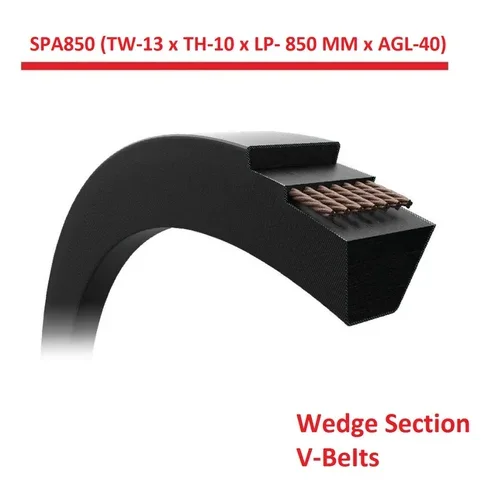 SPA850 (TW-13 x TH-10 x LP- 850 MM x AGL-40)
Wedge Section
V-Belts